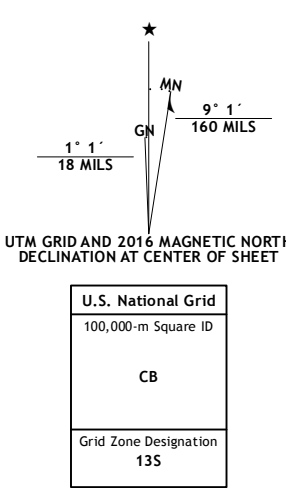 ★
MN
9° 1´
160 MILS
GN
1° 1´
18 MILS
UTM GRID AND 2016 MAGNETIC NORTH
DECLINATION AT CENTER OF SHEET
U.S. National Grid
100,000-m Square ID
CB
Grid Zone Designation
13S